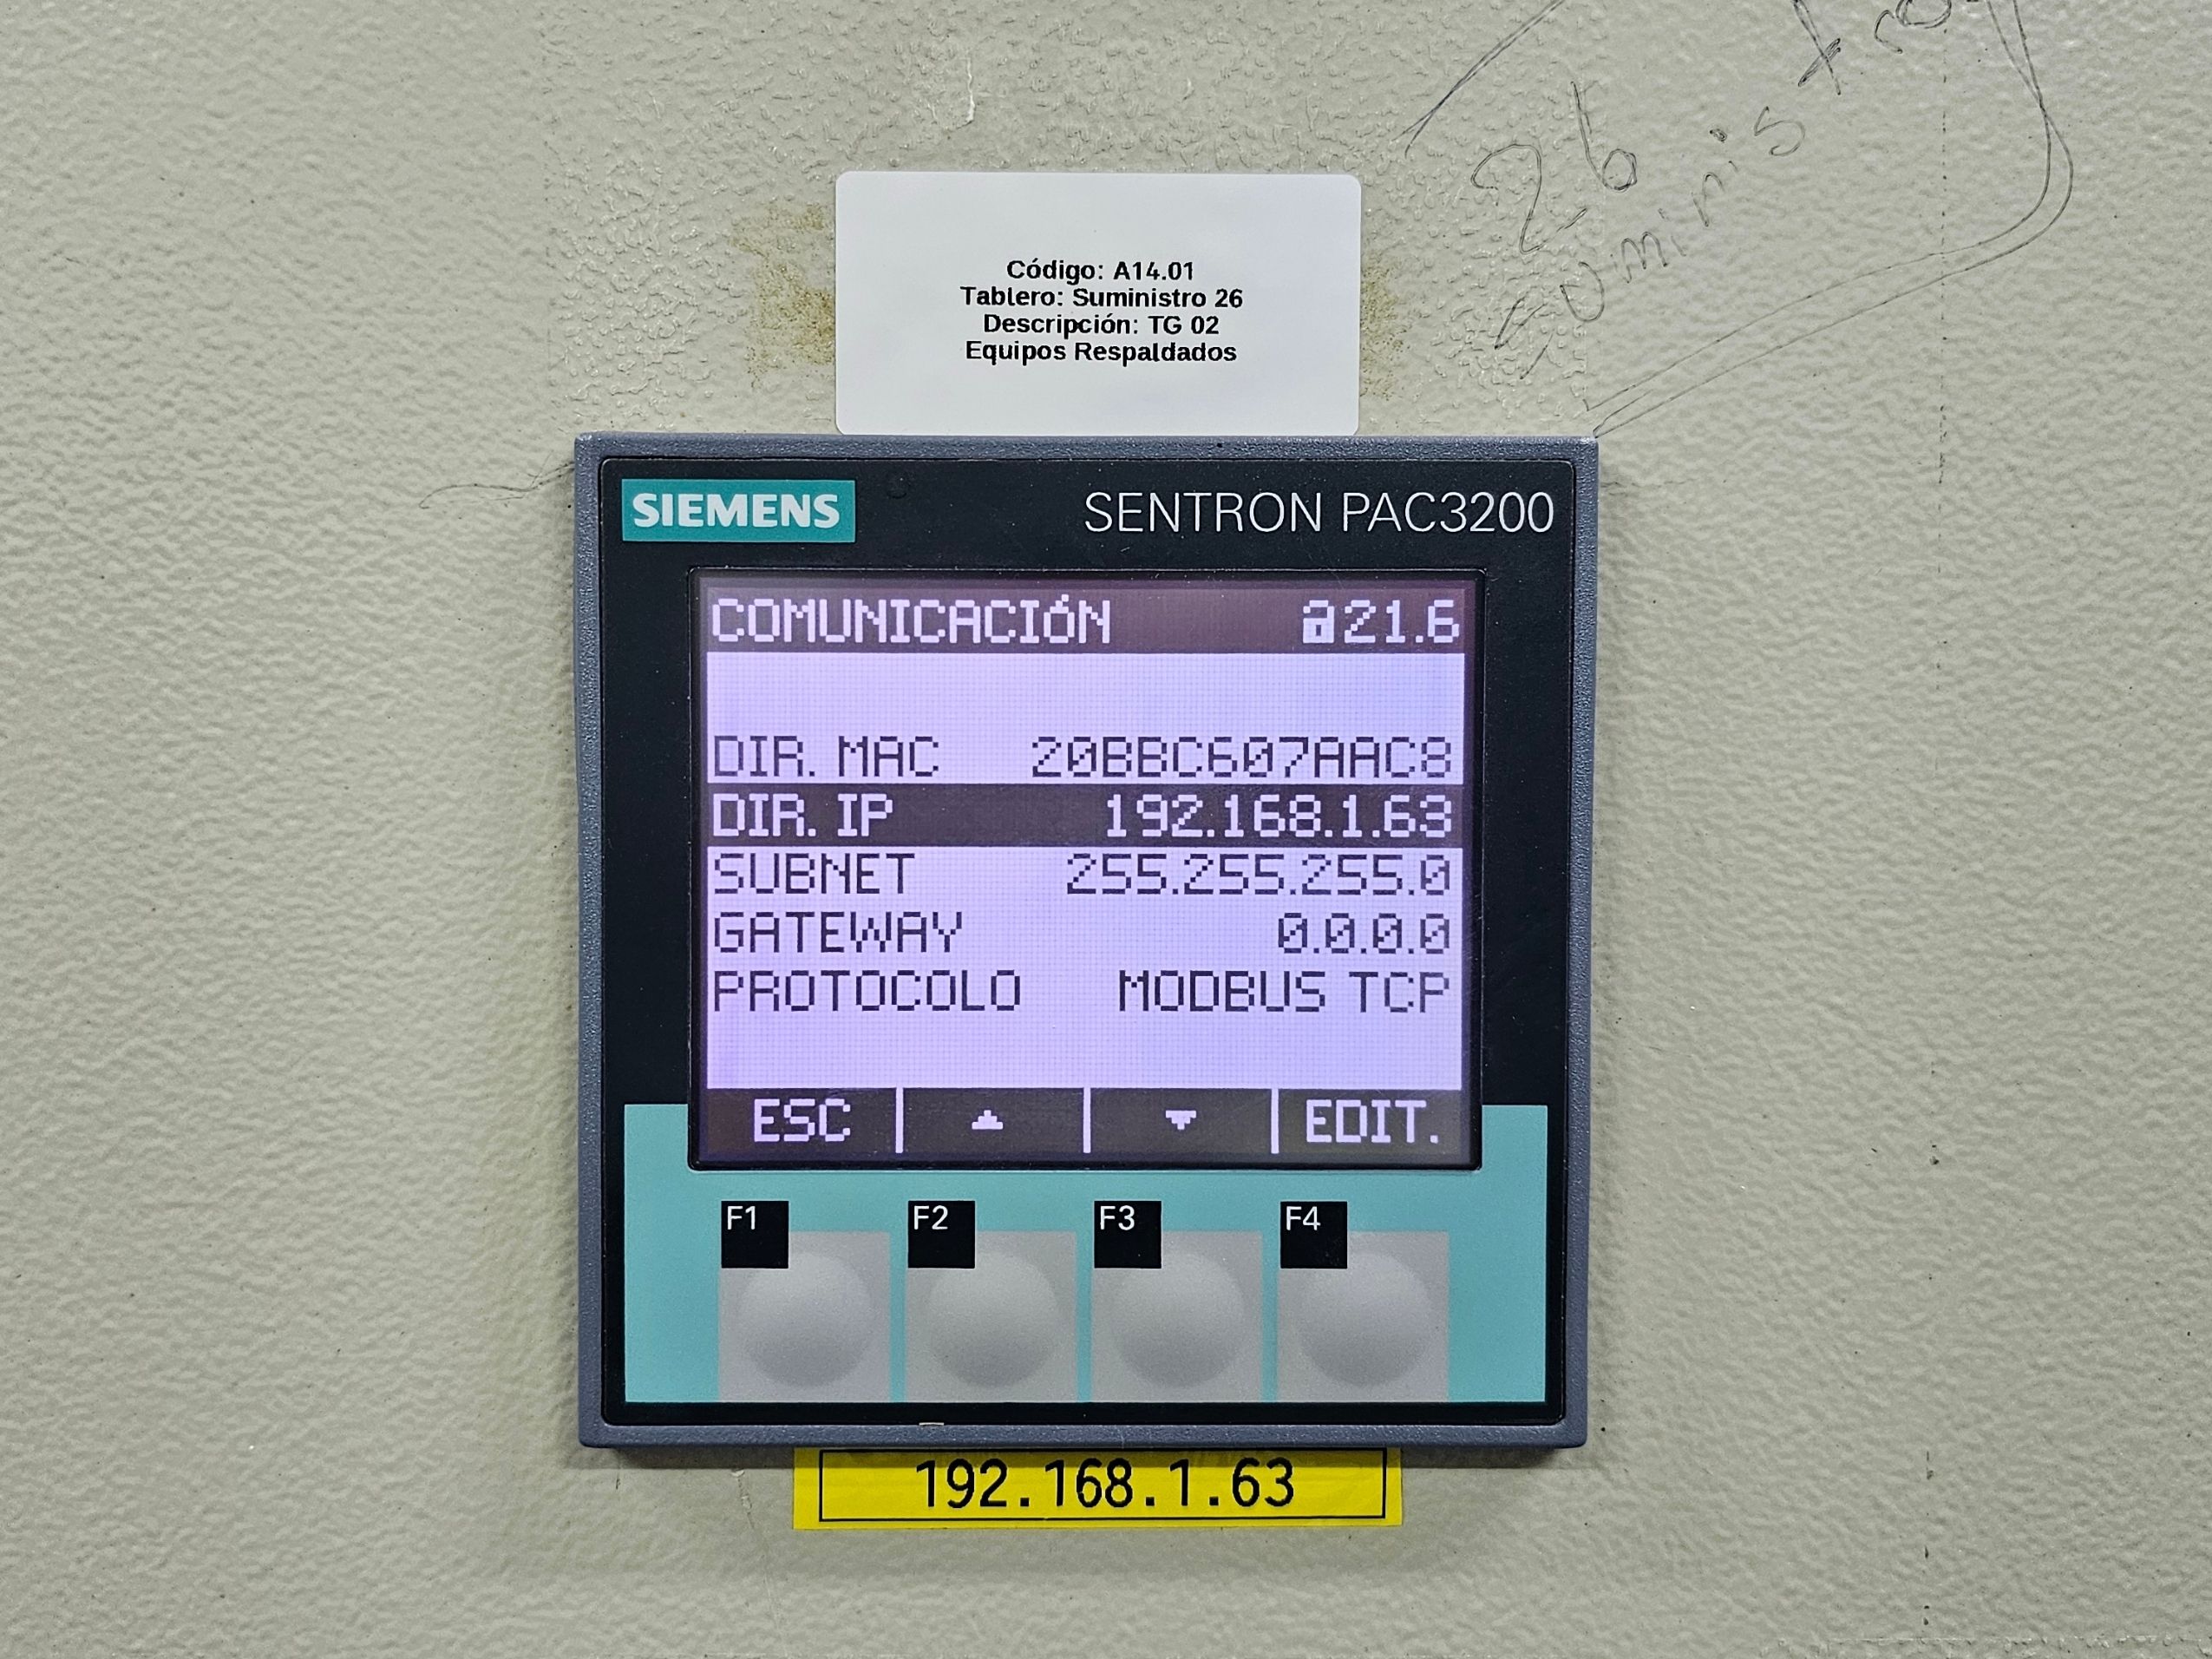 26
suministro
Código: A14.01
Tablero: Suministro 26
Descripción: TG 02
Equipos Respaldados
SIEMENS
SENTRON PAC3200
COMUNICACIÓN 21.6
DIR. MAC 20BBC607AAC8
DIR. IP 192.168.1.63
SUBNET 255.255.255.0
GATEWAY 0.0.0.0
PROTOCOLO MODBUS TCP
ESC EDIT.
F1 F2 F3 F4
192.168.1.63